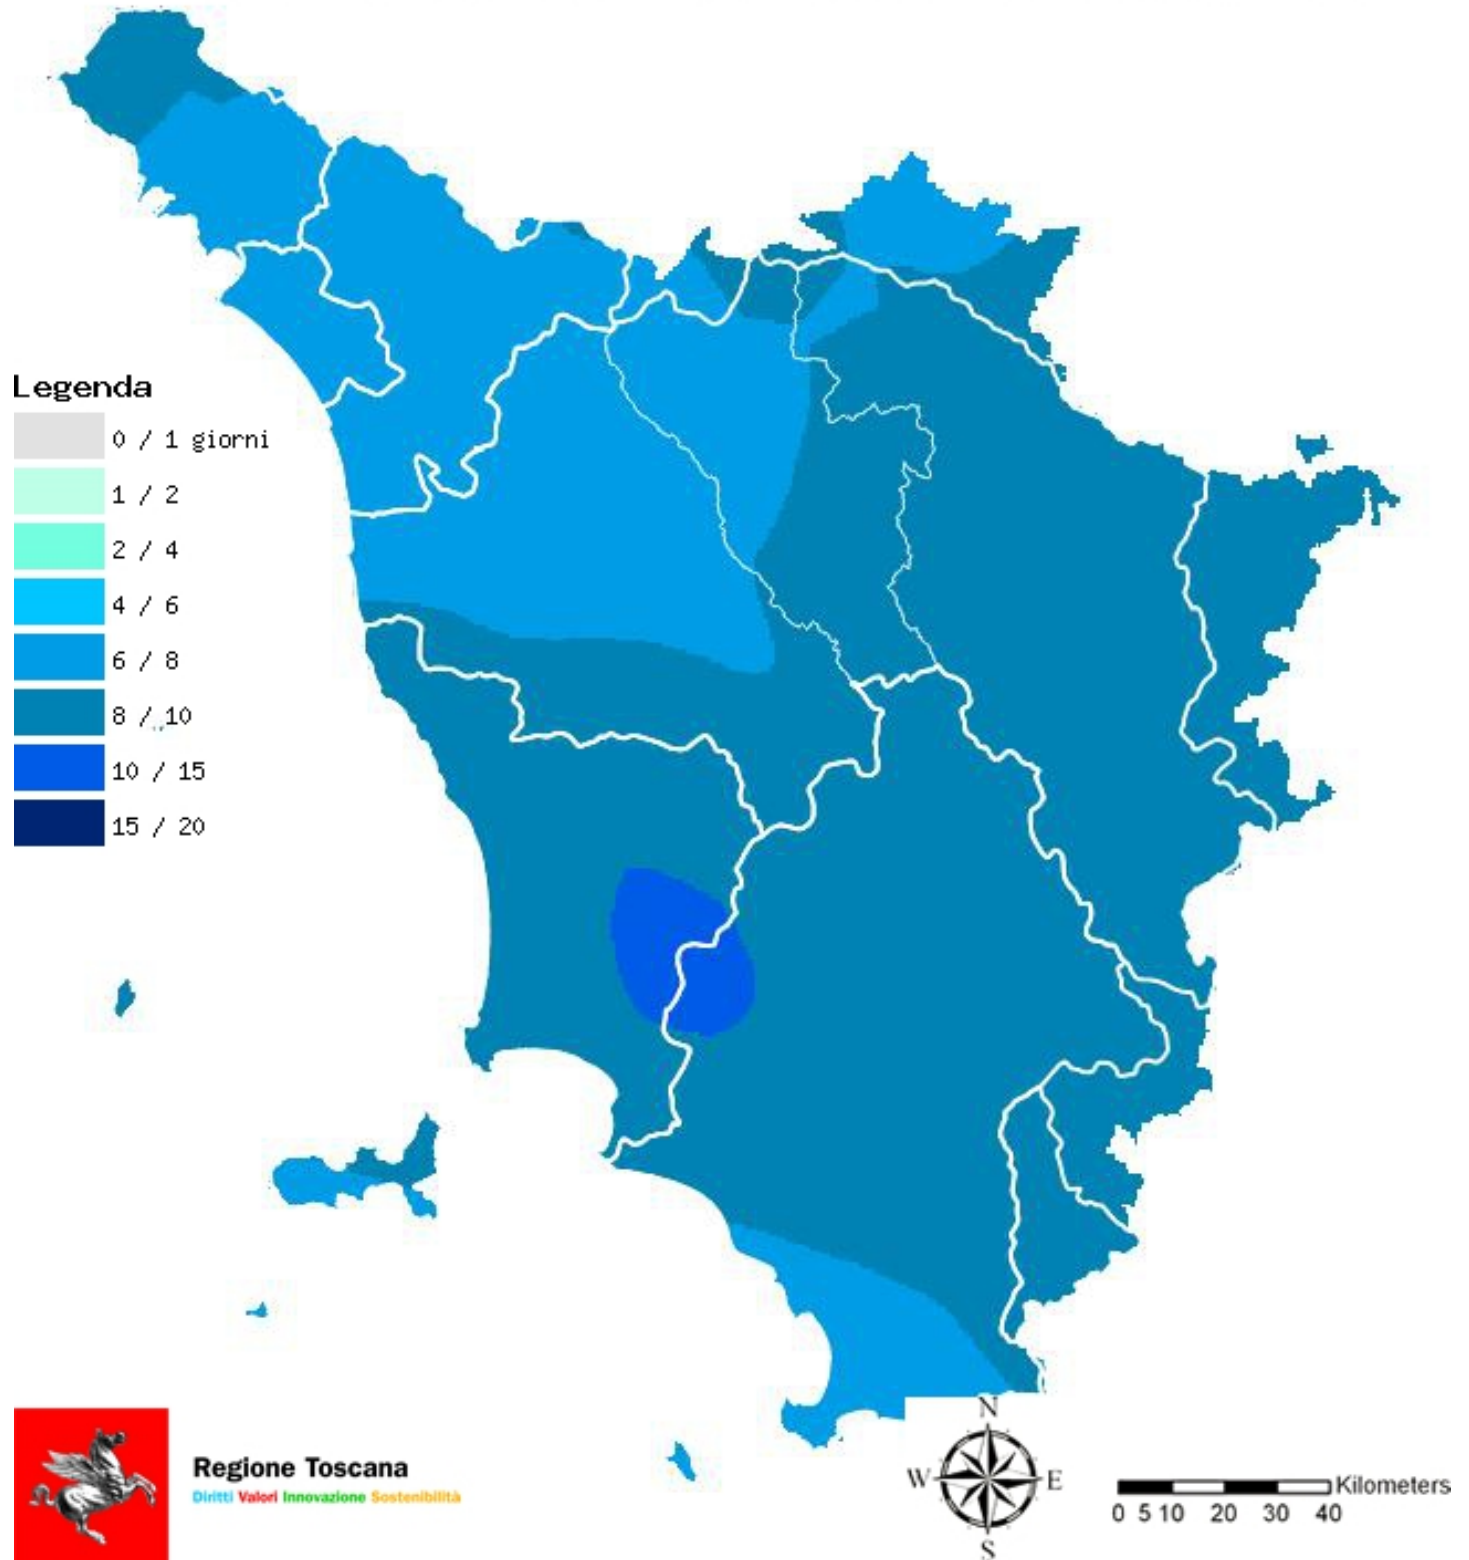 Legenda
0 / 1 giorni
1 / 2
2 / 4
4 / 6
6 / 8
8 / 10
10 / 15
15 / 20
Regione Toscana
Diritti Valori Innovazione Sostenibilità
N
W E
S
Kilometers
0 5 10 20 30 40